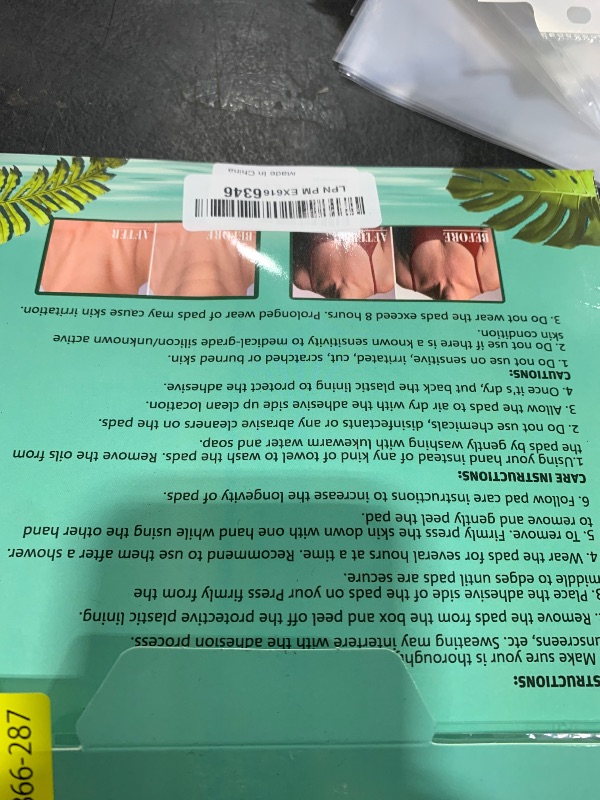 STRUCTIONS:
Make sure your is thoroughly
unscreens, etc. Sweating may interfere with the adhesion process.
. Remove the pads from the box and peel off the protective plastic lining.
3. Place the adhesive side of the pads on your Press firmly from the
middle to edges until pads are secure.
4. Wear the pads for several hours at a time. Recommend to use them after a shower.
5. To remove. Firmly press the skin down with one hand while using the other hand
to remove and gently peel the pad.
6. Follow pad care instructions to increase the longevity of pads.
CARE INSTRUCTIONS:
1.Using your hand instead of any kind of towel to wash the pads. Remove the oils from
the pads by gently washing with lukewarm water and soap.
2. Do not use chemicals, disinfectants or any abrasive cleaners on the pads.
3. Allow the pads to air dry with the adhesive side up clean location.
4. Once it's dry, put back the plastic lining to protect the adhesive.
CAUTIONS:
1. Do not use on sensitive, irritated, cut, scratched or burned skin.
2. Do not use if there is a known sensitivity to medical-grade silicon/unknown active
skin condition.
3. Do not wear the pads exceed 8 hours. Prolonged wear of pads may cause skin irritation.
BEFORE
AFTER
BEFORE
AFTER
LPN PM EX6166346
Made In China
366-287